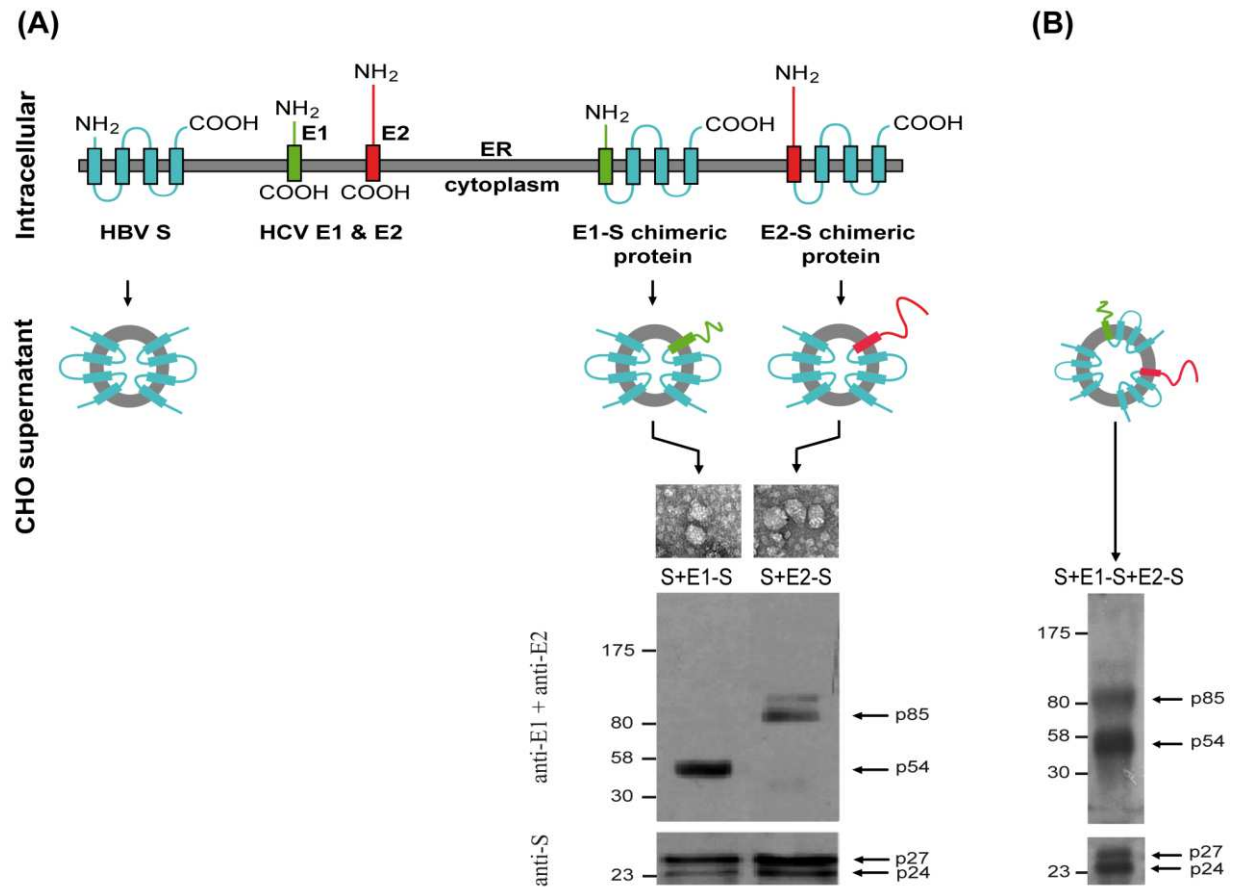 (A)
(B)
Intracellular
NH2
COOH
NH2
E1
NH2
E2
COOH
COOH
ER
cytoplasm
NH2
COOH
NH2
COOH
HBV S
HCV E1 & E2
E1-S chimeric
protein
E2-S chimeric
protein
CHO supernatant
S+E1-S
S+E2-S
anti-E1 + anti-E2
175
80
58
30
p85
p54
anti-S
23
p27
p24
S+E1-S+E2-S
175
80
58
30
p85
p54
23
p27
p24